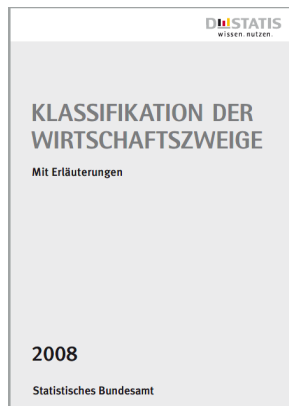 DESTATIS
wissen.nutzen.
KLASSIFIKATION DER
WIRTSCHAFTSZWEIGE
Mit Erläuterungen
2008
Statistisches Bundesamt